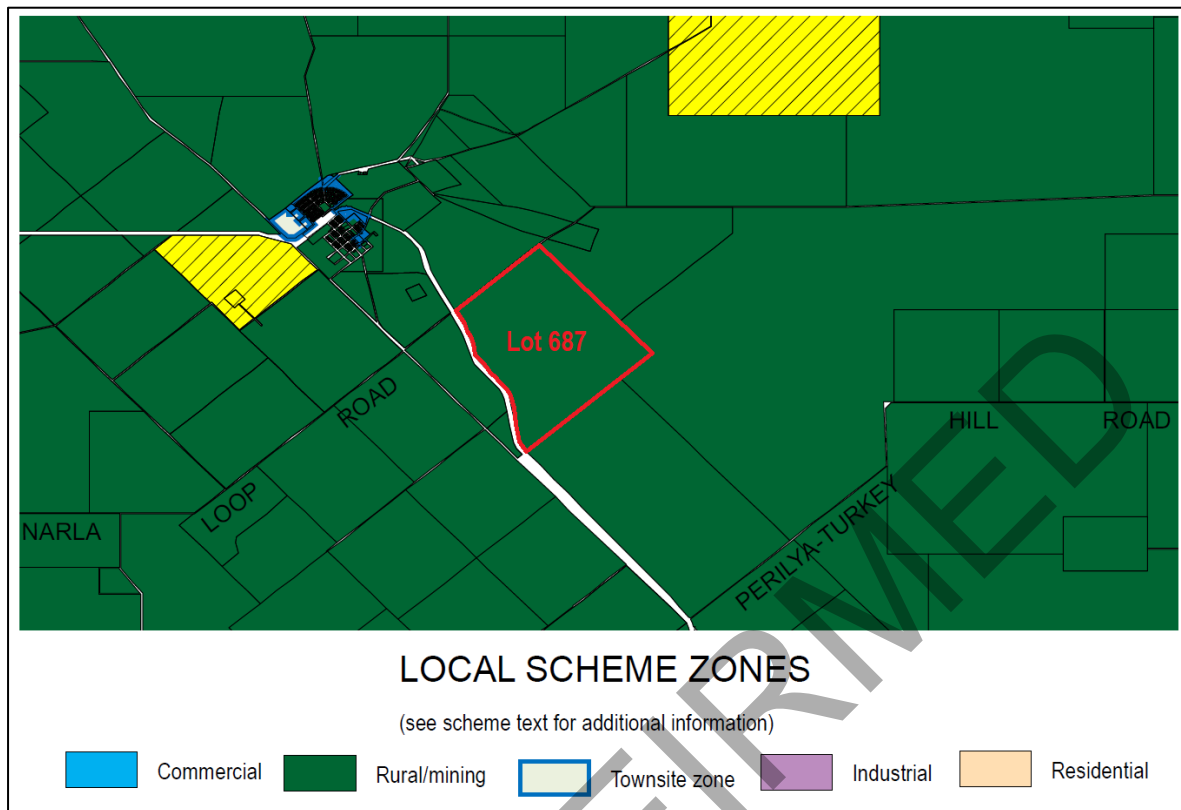 Lot 687
ROAD
HILL ROAD
LOOP
NARLA
PERILYA-TURKEY
LOCAL SCHEME ZONES
(see scheme text for additional information)
Commercial
Rural/mining
Townsite zone
Industrial
Residential